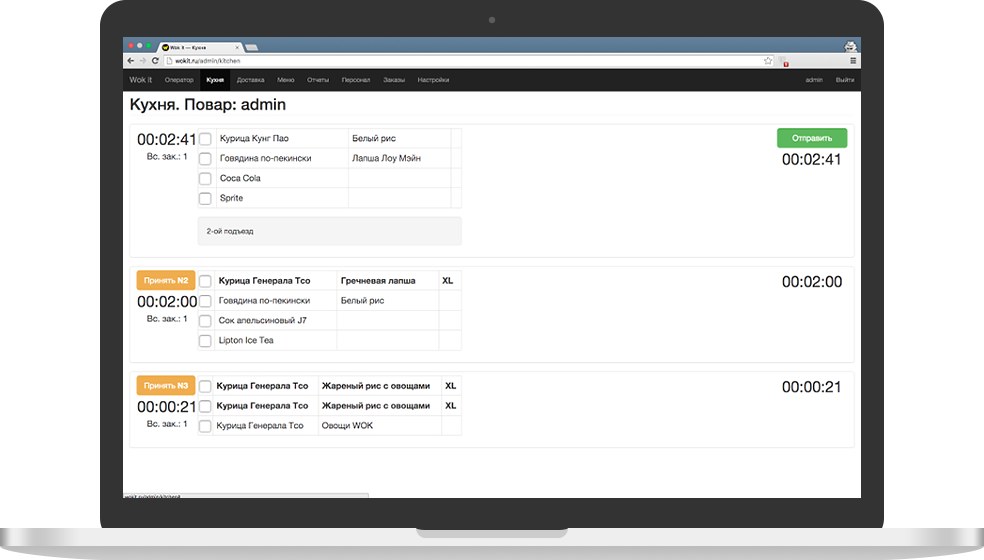 Wok It — Кухня
wokit.ru/admin/kitchen
Wok it Оператор Кухня Доставка Меню Отчеты Персонал Заказы Настройки admin Выйти
Кухня. Повар: admin
00:02:41 Курица Кунг Пао Белый рис Отправить
Вс. зак.: 1 Говядина по-пекински Лапша Лоу Мэйн 00:02:41
Coca Cola
Sprite
2-ой подъезд
Принять N2 Курица Генерала Тсо Гречневая лапша XL 00:02:00
00:02:00 Говядина по-пекински Белый рис
Вс. зак.: 1 Сок апельсиновый J7
Lipton Ice Tea
Принять N3 Курица Генерала Тсо Жареный рис с овощами XL 00:00:21
00:00:21 Курица Генерала Тсо Жареный рис с овощами XL
Вс. зак.: 1 Курица Генерала Тсо Овощи WOK